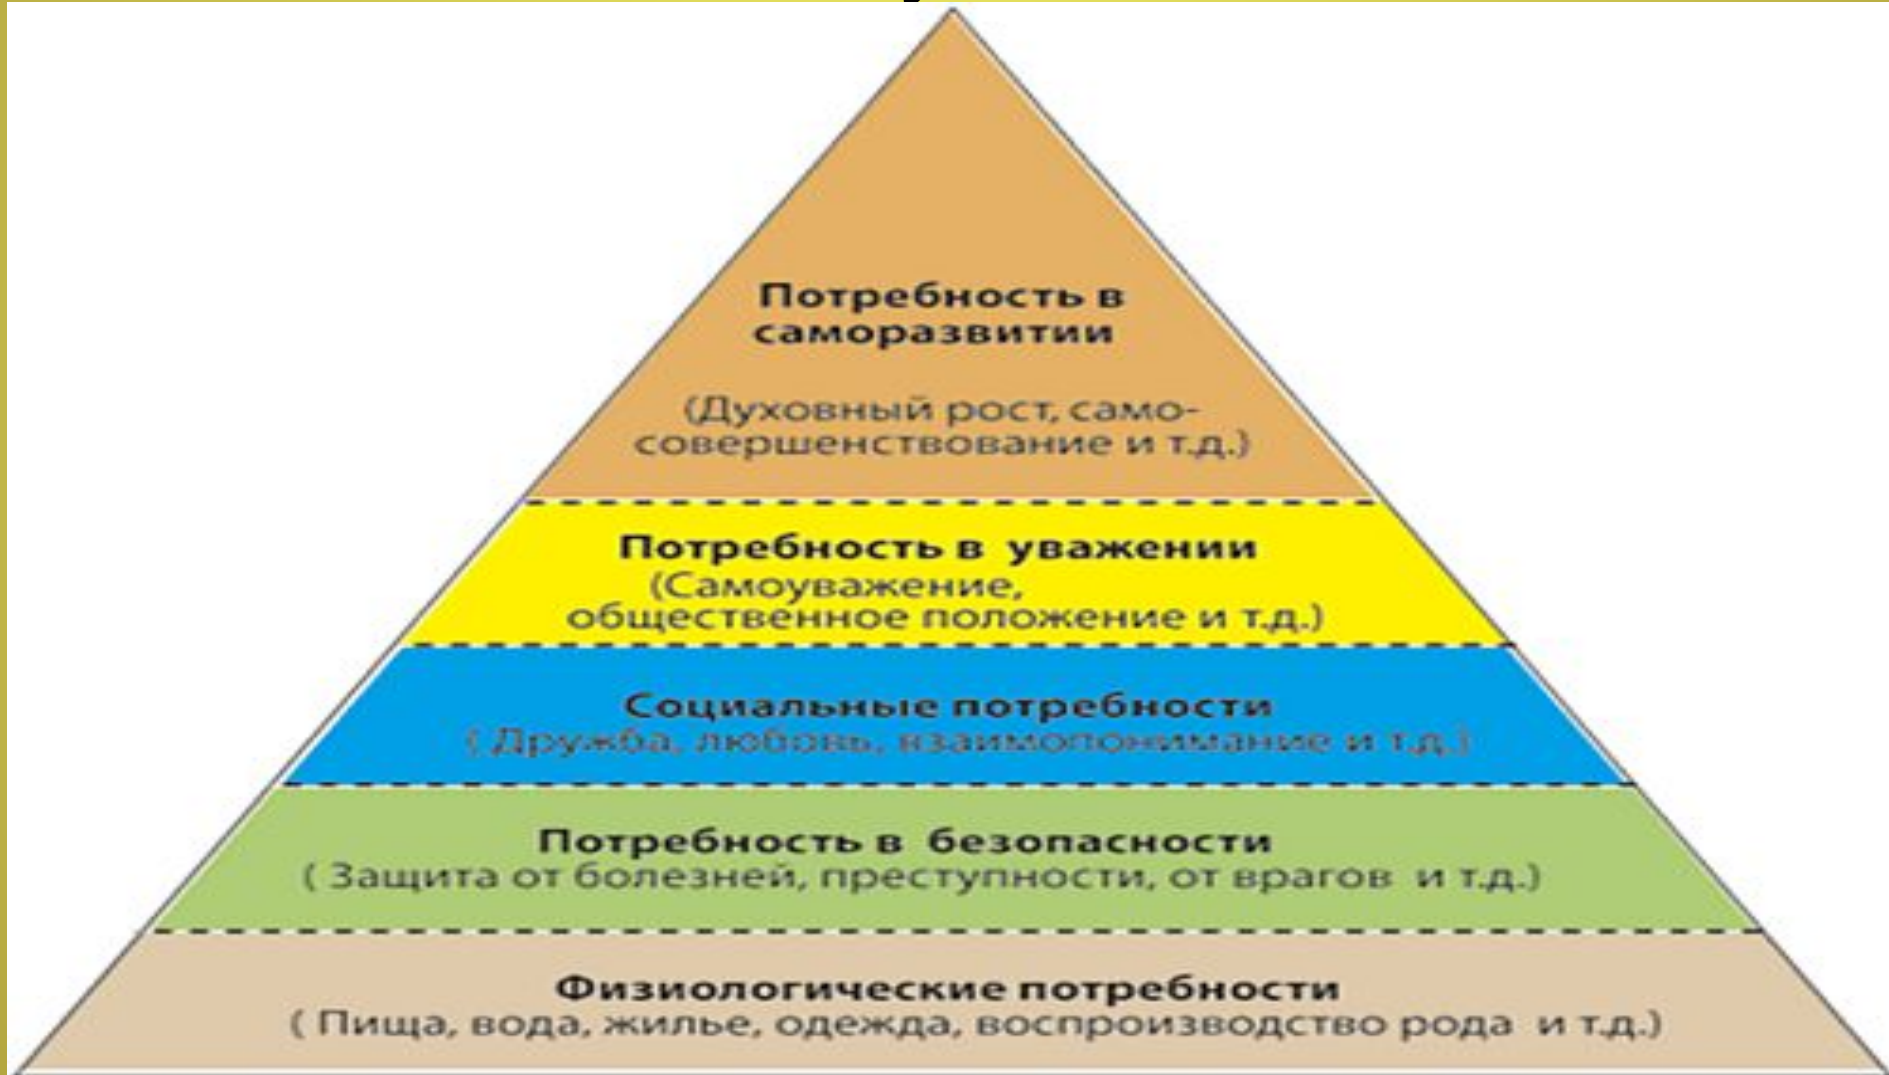 Потребность в
саморазвитии
(Духовный рост, само-
совершенствование и т.д.)
Потребность в уважении
(Самоуважение,
общественное положение и т.д.)
Социальные потребности
( Дружба, любовь, взаимопонимание и т.д.)
Потребность в безопасности
( Защита от болезней, преступности, от врагов и т.д.)
Физиологические потребности
( Пища, вода, жилье, одежда, воспроизводство рода и т.д.)